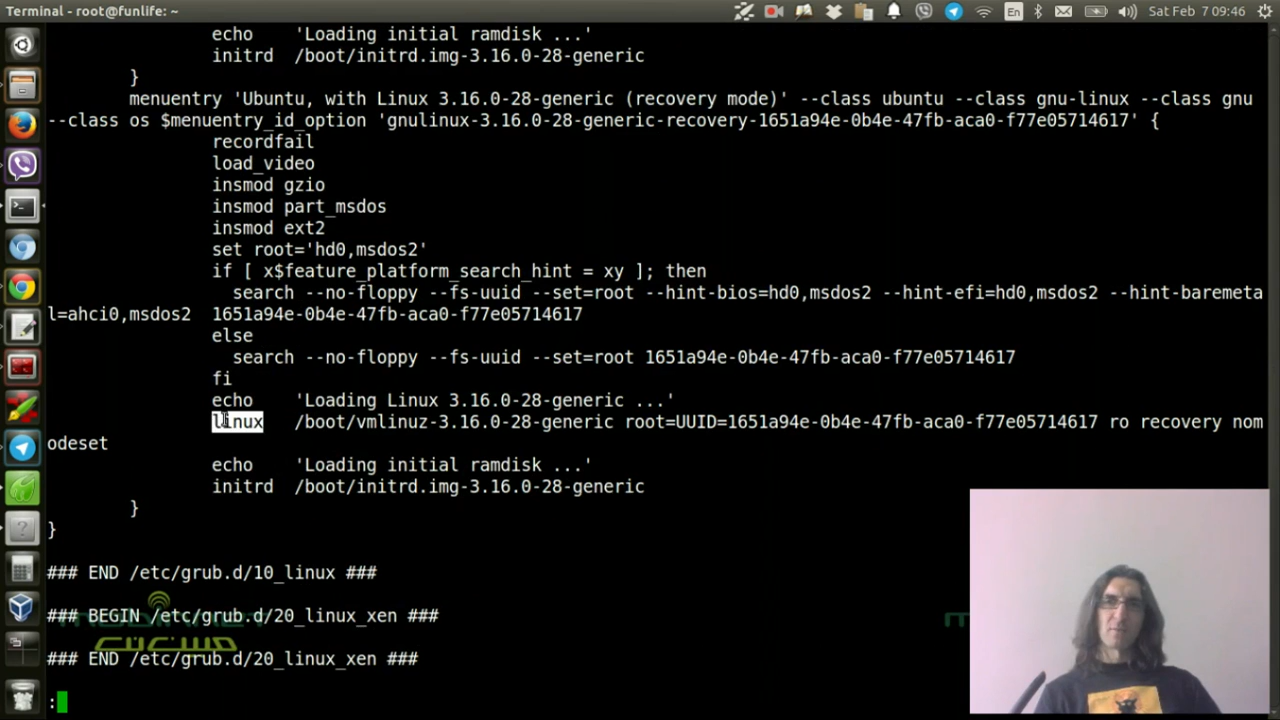 Terminal - root@funlife: ~
En
Sat Feb 7 09:46
echo 'Loading initial ramdisk ...'
initrd /boot/initrd.img-3.16.0-28-generic
}
menuentry 'Ubuntu, with Linux 3.16.0-28-generic (recovery mode)' --class ubuntu --class gnu-linux --class gnu
--class os $menuentry_id_option 'gnulinux-3.16.0-28-generic-recovery-1651a94e-0b4e-47fb-aca0-f77e05714617' {
recordfail
load_video
insmod gzio
insmod part_msdos
insmod ext2
set root='hd0,msdos2'
if [ x$feature_platform_search_hint = xy ]; then
search --no-floppy --fs-uuid --set=root --hint-bios=hd0,msdos2 --hint-efi=hd0,msdos2 --hint-baremeta
l=ahci0,msdos2 1651a94e-0b4e-47fb-aca0-f77e05714617
else
search --no-floppy --fs-uuid --set=root 1651a94e-0b4e-47fb-aca0-f77e05714617
fi
echo 'Loading Linux 3.16.0-28-generic ...'
linux /boot/vmlinuz-3.16.0-28-generic root=UUID=1651a94e-0b4e-47fb-aca0-f77e05714617 ro recovery nom
odeset
echo 'Loading initial ramdisk ...'
initrd /boot/initrd.img-3.16.0-28-generic
}
}
### END /etc/grub.d/10_linux ###
### BEGIN /etc/grub.d/20_linux_xen ###
### END /etc/grub.d/20_linux_xen ###
: